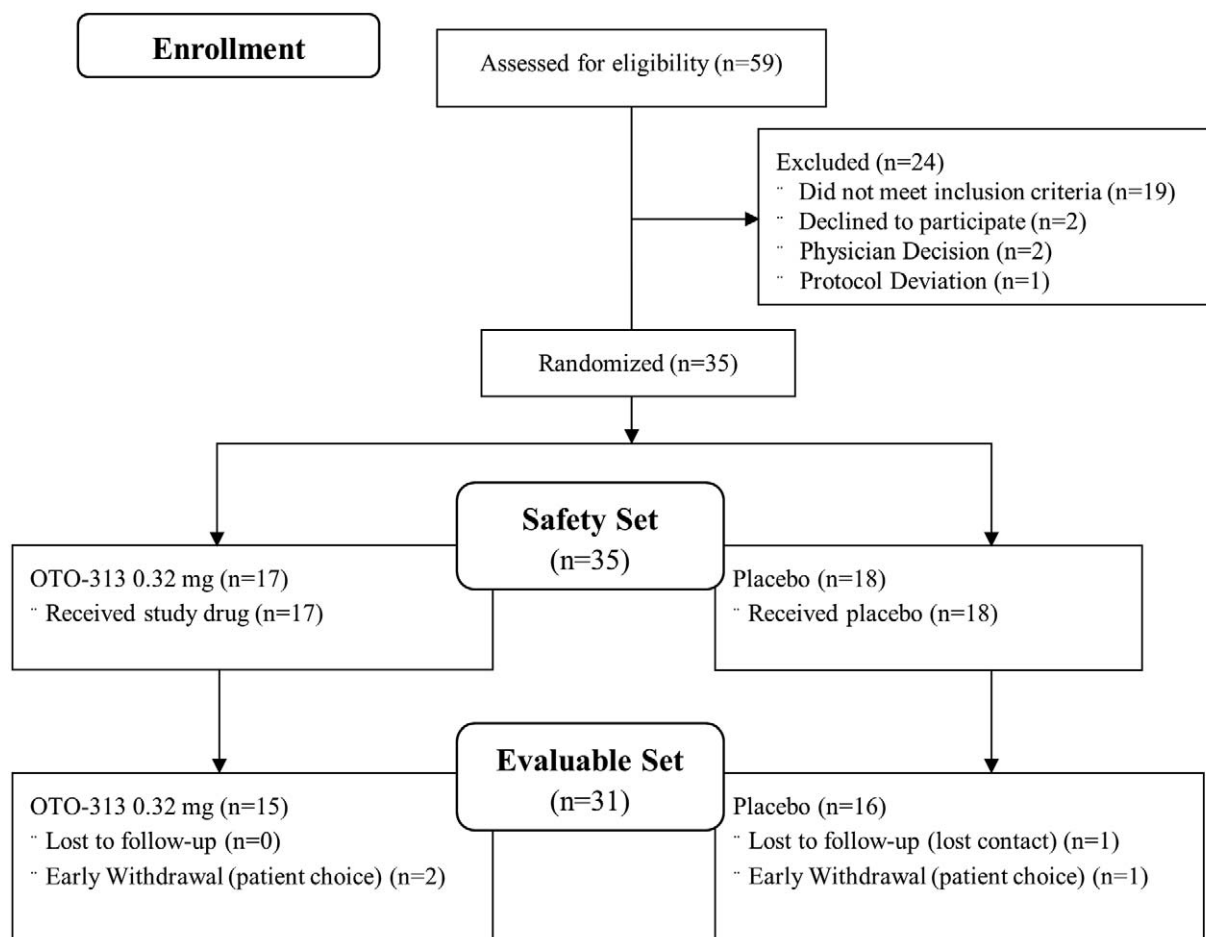 Enrollment
Assessed for eligibility (n=59)
Excluded (n=24)
¨ Did not meet inclusion criteria (n=19)
¨ Declined to participate (n=2)
¨ Physician Decision (n=2)
¨ Protocol Deviation (n=1)
Randomized (n=35)
Safety Set
(n=35)
OTO-313 0.32 mg (n=17)
¨ Received study drug (n=17)
Placebo (n=18)
¨ Received placebo (n=18)
Evaluable Set
(n=31)
OTO-313 0.32 mg (n=15)
¨ Lost to follow-up (n=0)
¨ Early Withdrawal (patient choice) (n=2)
Placebo (n=16)
¨ Lost to follow-up (lost contact) (n=1)
¨ Early Withdrawal (patient choice) (n=1)